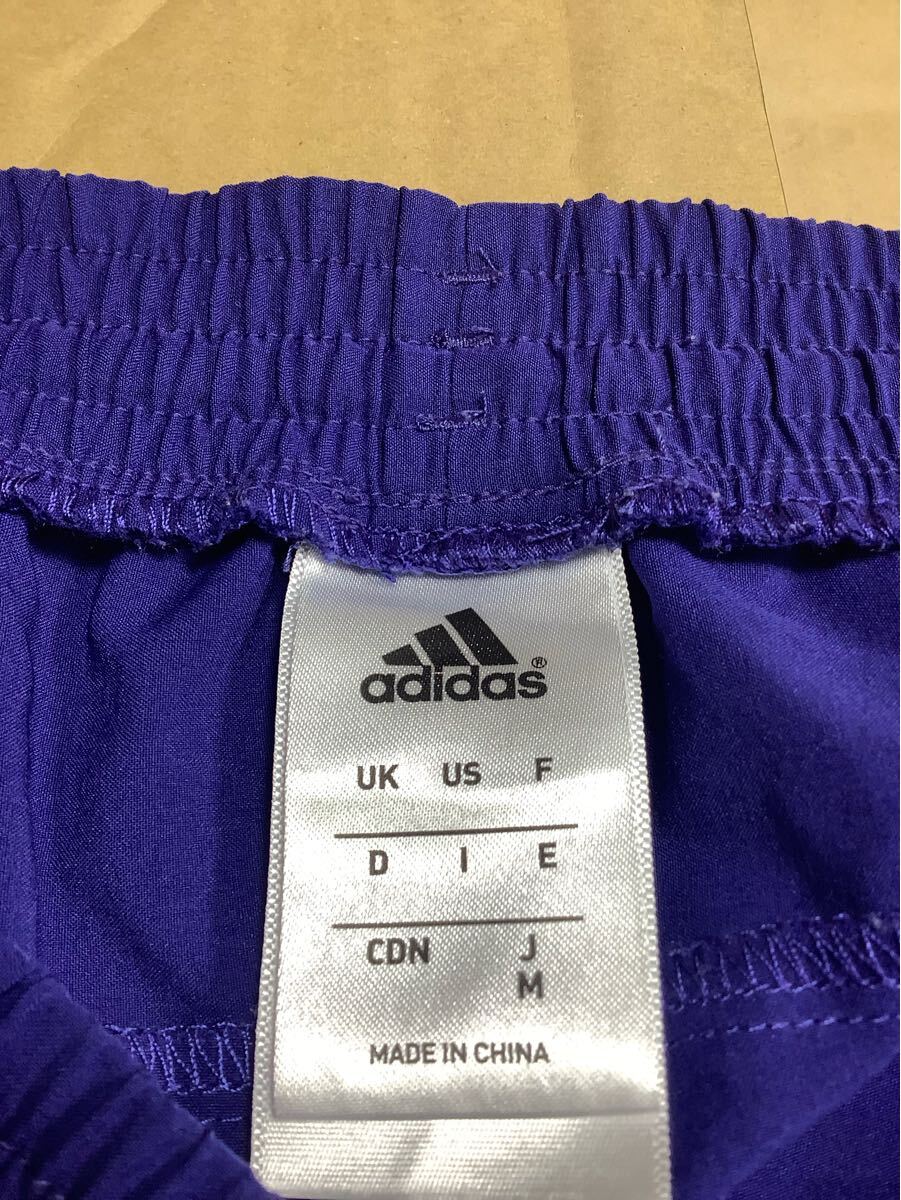 adidas®
UK US F
D I E
CDN J
M
MADE IN CHINA